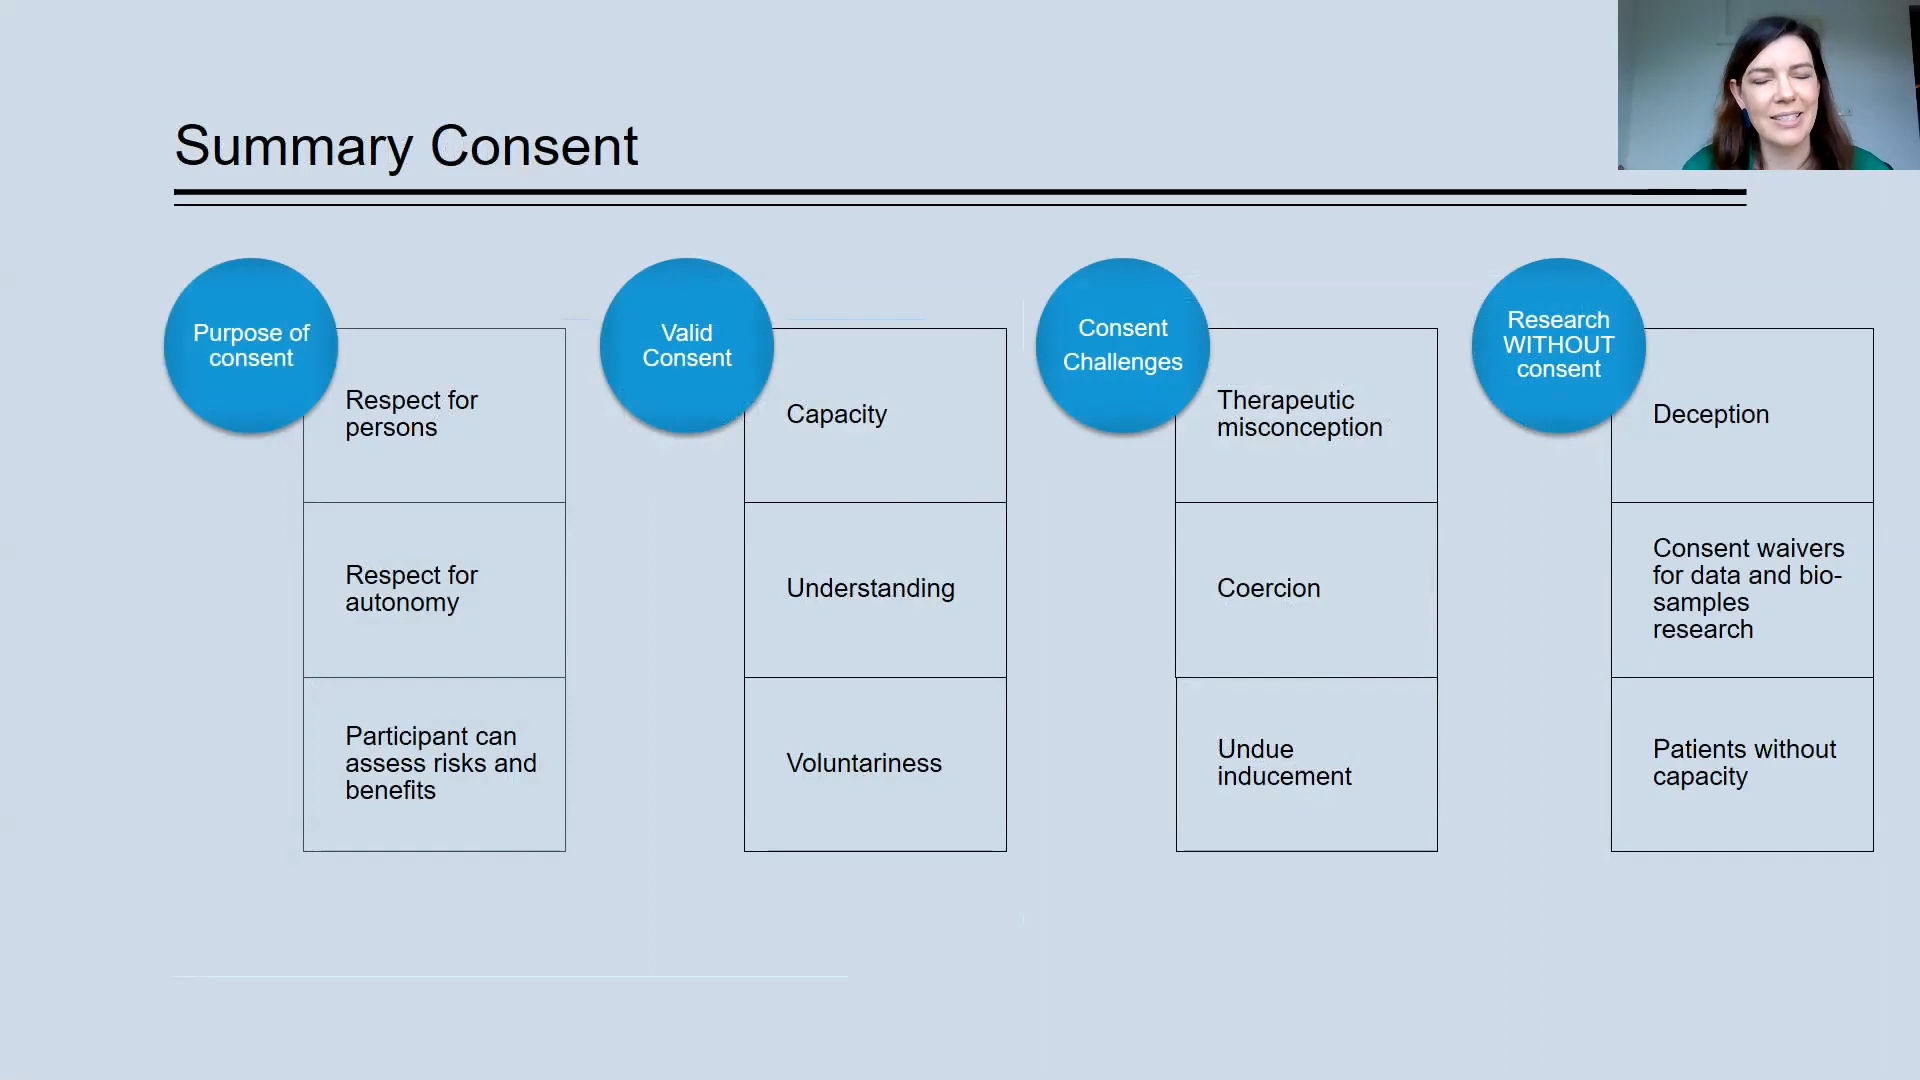 Summary Consent
Purpose of
consent
Respect for
persons
Respect for
autonomy
Participant can
assess risks and
benefits
Valid
Consent
Capacity
Understanding
Voluntariness
Consent
Challenges
Therapeutic
misconception
Coercion
Undue
inducement
Research
WITHOUT
consent
Deception
Consent waivers
for data and bio-
samples
research
Patients without
capacity